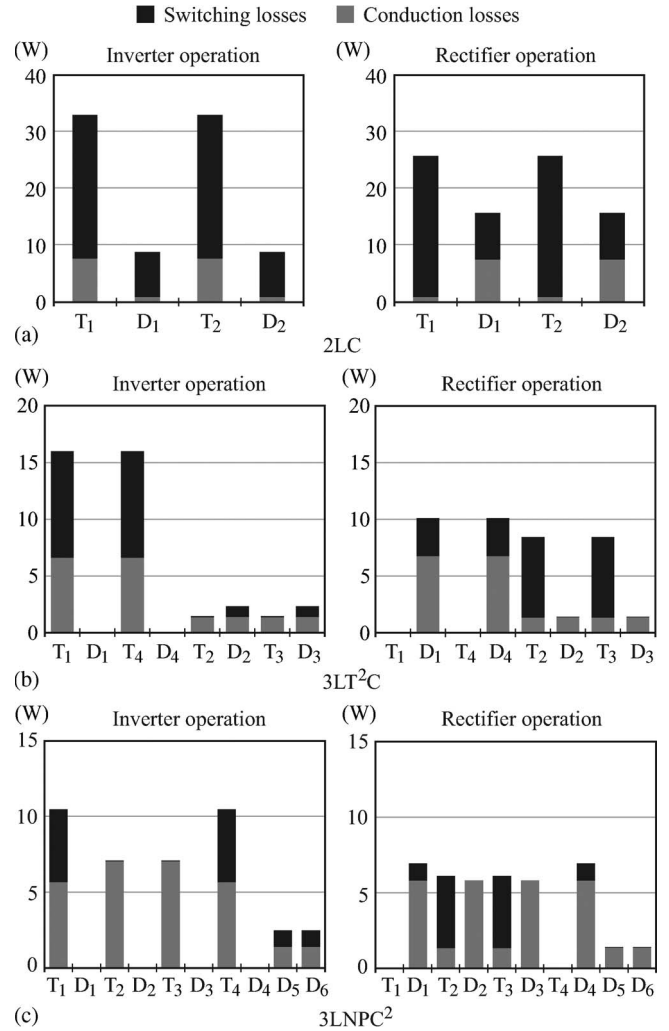 Switching losses Conduction losses
(W) Inverter operation (W) Rectifier operation
40 40
30 30
20 20
10 10
0 0
T1 D1 T2 D2 T1 D1 T2 D2
(a) 2LC
(W) Inverter operation (W) Rectifier operation
20 20
15 15
10 10
5 5
0 0
T1 D1 T4 D4 T2 D2 T3 D3 T1 D1 T4 D4 T2 D2 T3 D3
(b) 3LT²C
(W) Inverter operation (W) Rectifier operation
15 15
10 10
5 5
0 0
T1 D1 T2 D2 T3 D3 T4 D4 D5 D6 T1 D1 T2 D2 T3 D3 T4 D4 D5 D6
(c) 3LNPC²